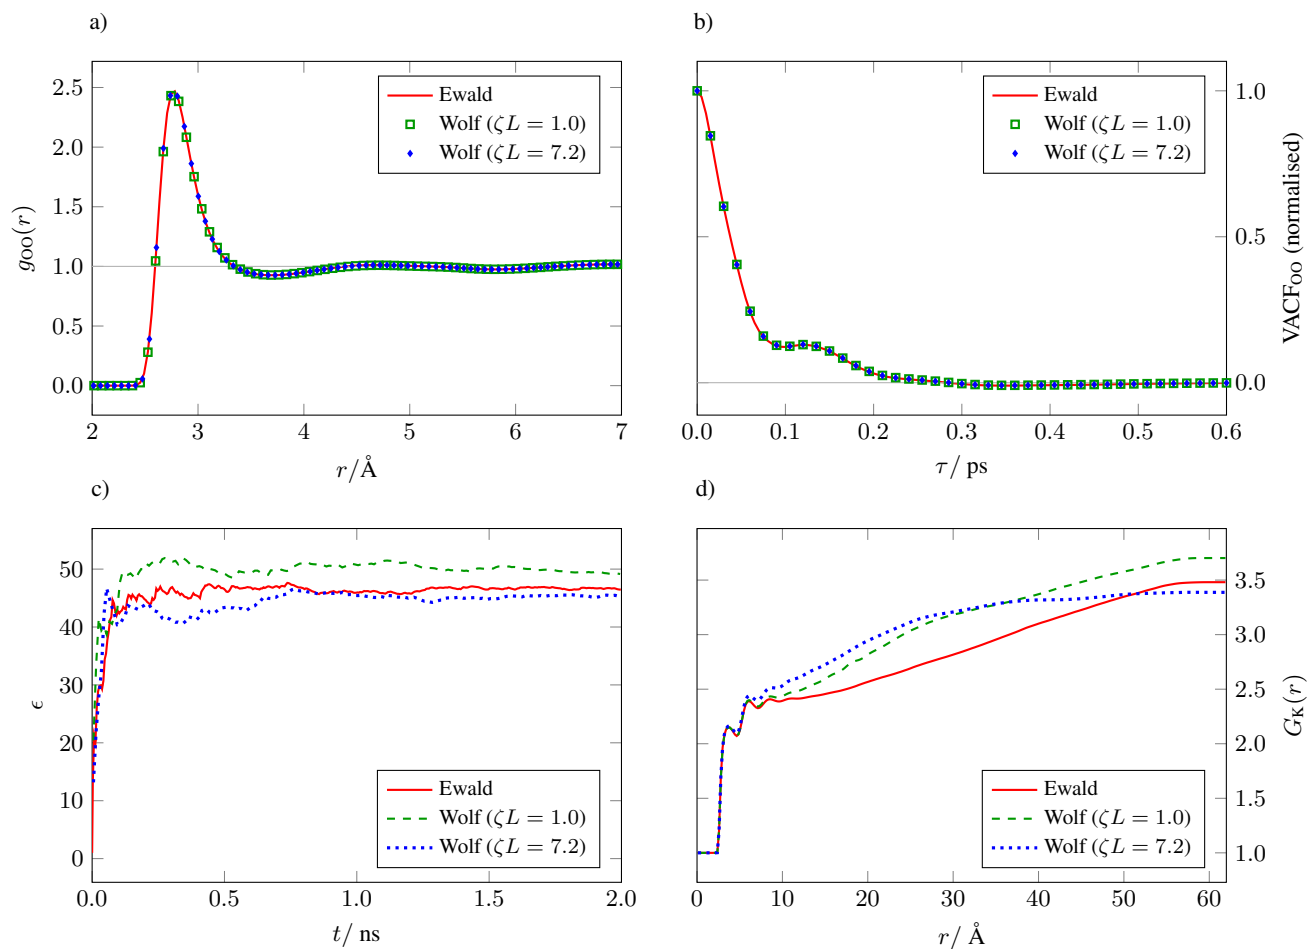 a)
2.5
2.0
1.5
1.0
0.5
0.0
gOO(r)
Ewald
Wolf (ζL = 1.0)
Wolf (ζL = 7.2)
2 3 4 5 6 7
r/Å
b)
1.0
0.5
0.0
VACFOO (normalised)
Ewald
Wolf (ζL = 1.0)
Wolf (ζL = 7.2)
0.0 0.1 0.2 0.3 0.4 0.5 0.6
τ/ ps
c)
50
40
30
20
10
0
ϵ
Ewald
Wolf (ζL = 1.0)
Wolf (ζL = 7.2)
0.0 0.5 1.0 1.5 2.0
t/ ns
d)
3.5
3.0
2.5
2.0
1.5
1.0
GK(r)
Ewald
Wolf (ζL = 1.0)
Wolf (ζL = 7.2)
0 10 20 30 40 50 60
r/ Å